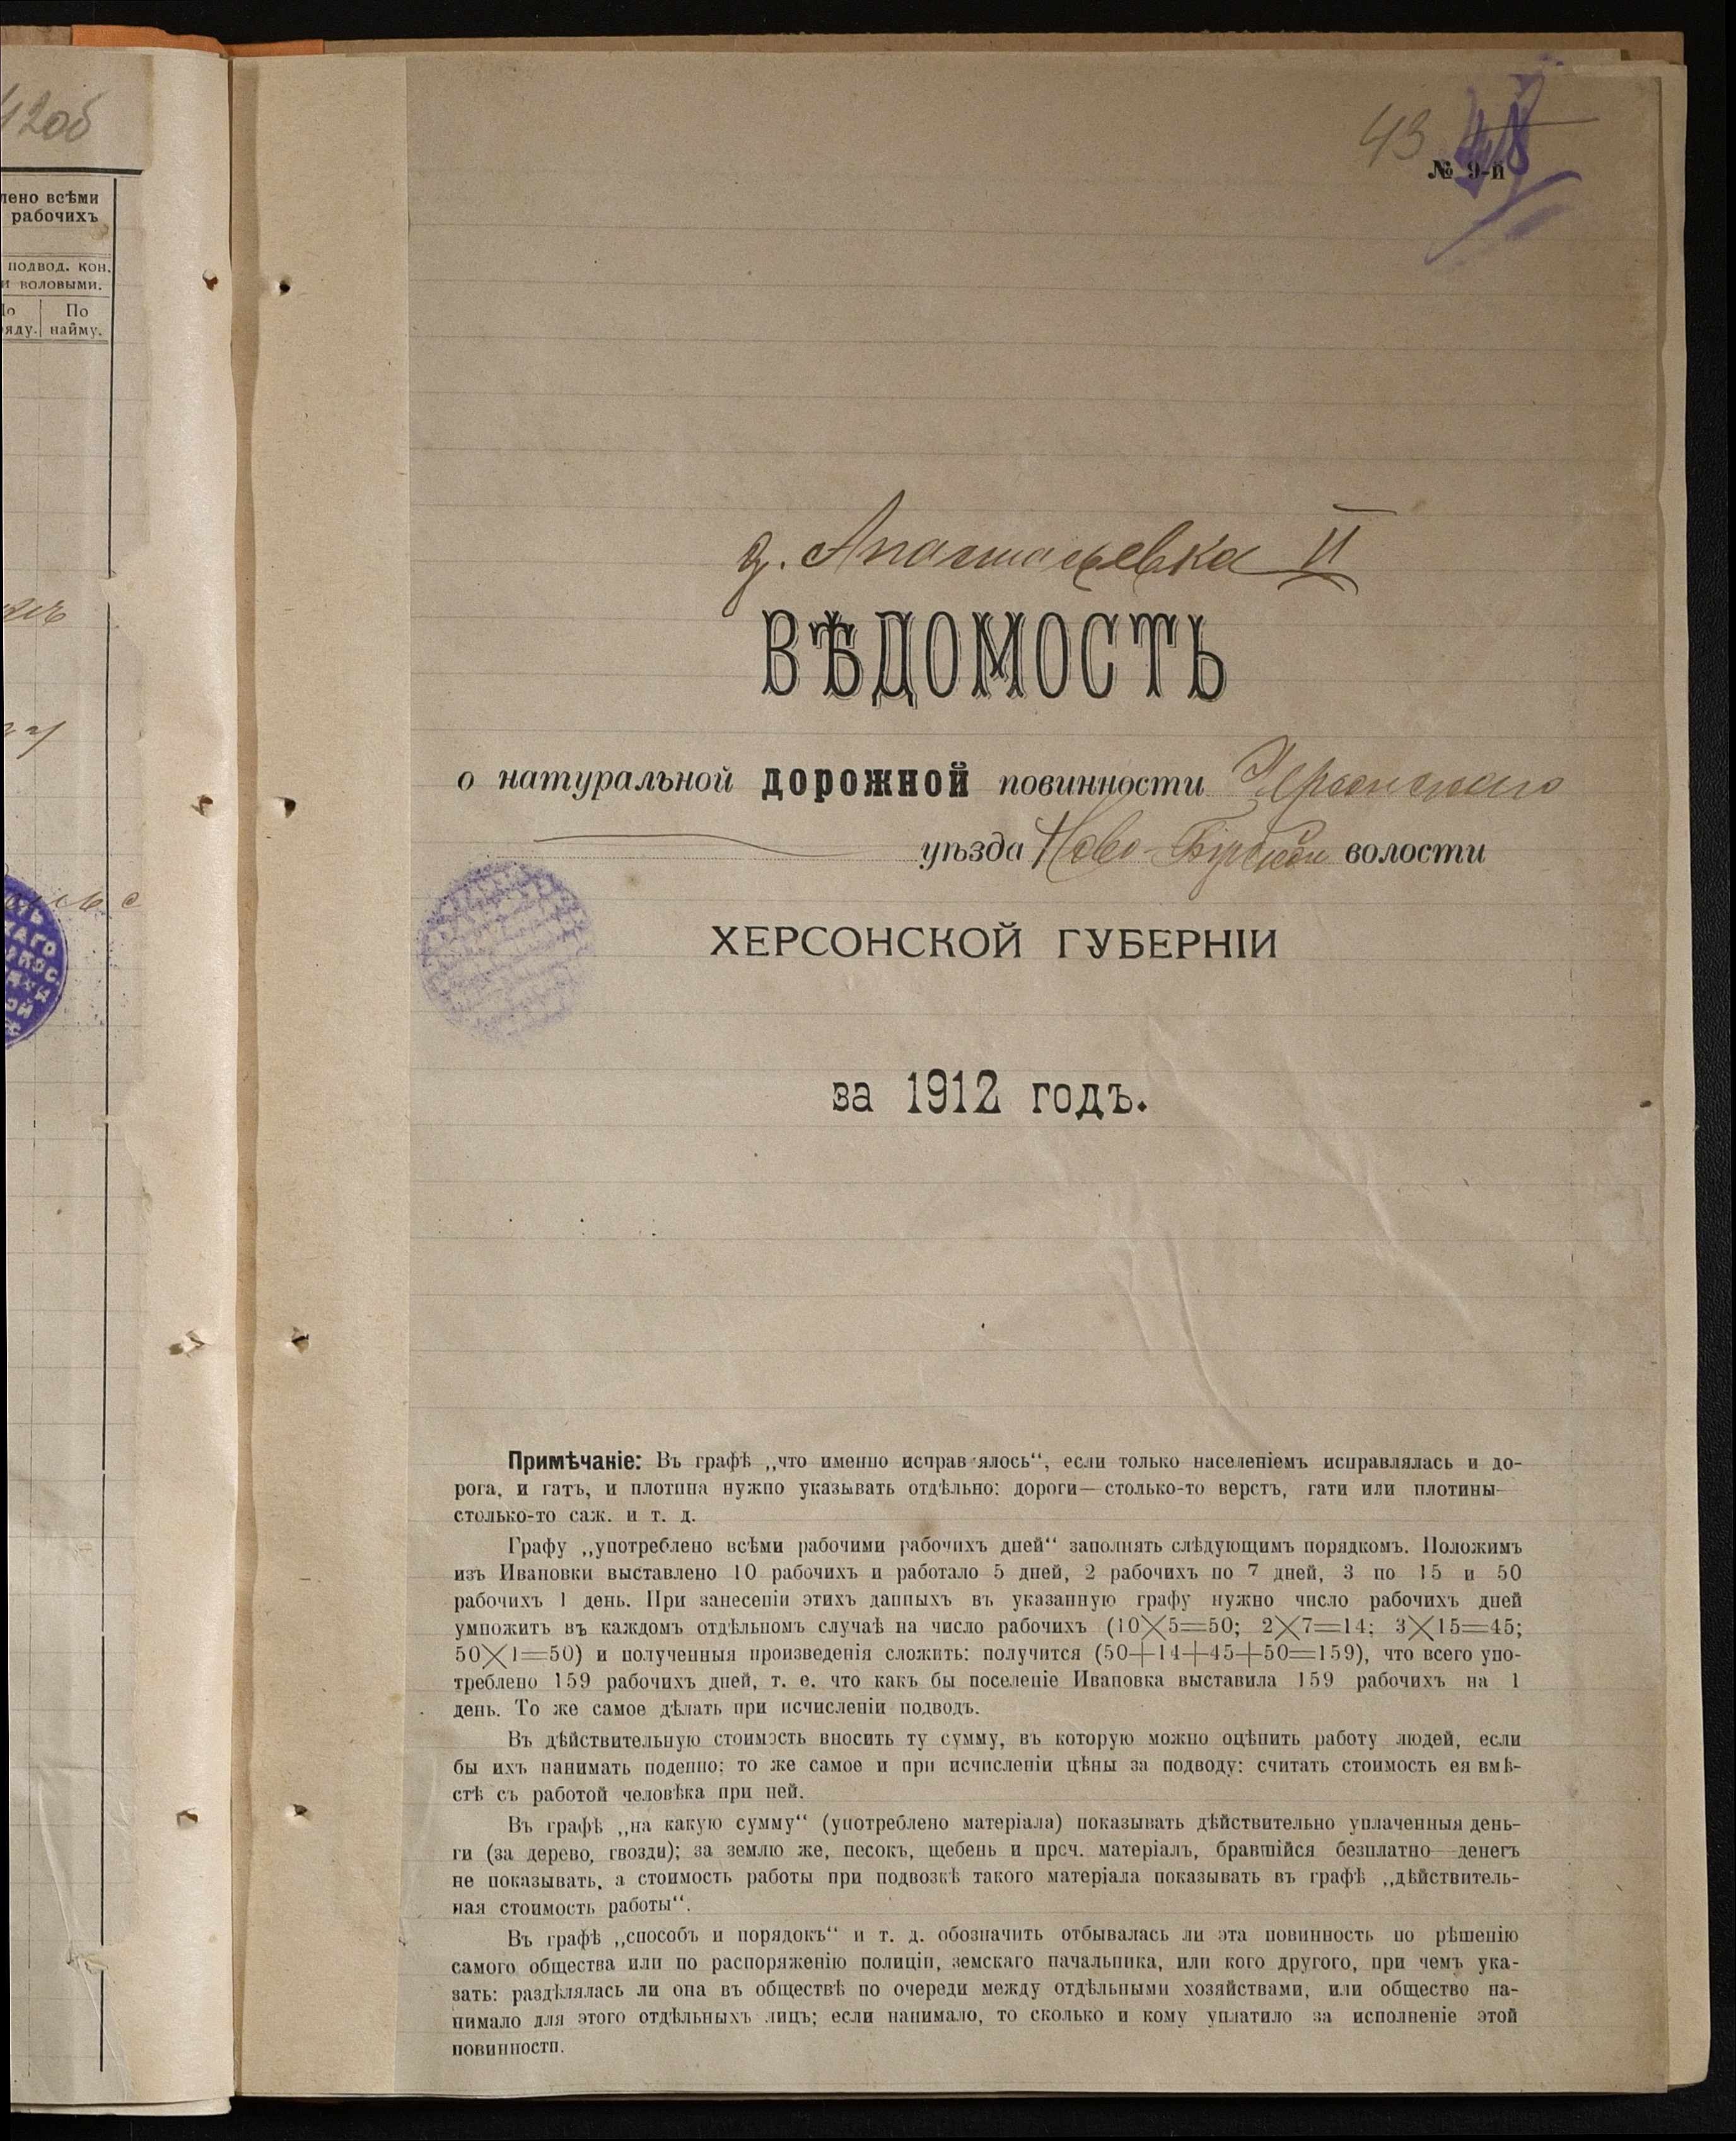 42об
лено всѣми
рабочихъ
подвод. кон.
и воловыми.
По
ряду.
По
найму.
43
№ 9-й
д. Апостольевка II
ВѢДОМОСТЬ
о натуральной дорожной повинности Херсонскаго
уѣзда Ново-Бугской волости
ХЕРСОНСКОЙ ГУБЕРНІИ
за 1912 годъ.
Примѣчаніе: Въ графѣ „что именно исправлялось“, если только населеніемъ исправлялась и до-
рога, и гать, и плотина нужно указывать отдѣльно: дороги—столько-то верстъ, гати или плотины—
столько-то саж. и т. д.
Графу „употреблено всѣми рабочими рабочихъ дней“ заполнять слѣдующимъ порядкомъ. Положимъ
изъ Ивановки выставлено 10 рабочихъ и работало 5 дней, 2 рабочихъ по 7 дней, 3 по 15 и 50
рабочихъ 1 день. При занесеніи этихъ данныхъ въ указанную графу нужно число рабочихъ дней
умножить въ каждомъ отдѣльномъ случаѣ на число рабочихъ (10×5=50; 2×7=14; 3×15=45;
50×1=50) и полученныя произведенія сложить: получится (50+14+45+50=159), что всего упо-
треблено 159 рабочихъ дней, т. е. что какъ бы поселеніе Ивановка выставила 159 рабочихъ на 1
день. То же самое дѣлать при исчисленіи подводъ.
Въ дѣйствительную стоимость вносить ту сумму, въ которую можно оцѣнить работу людей, если
бы ихъ нанимать поденно; то же самое и при исчисленіи цѣны за подводу: считать стоимость ея вмѣ-
стѣ съ работой человѣка при ней.
Въ графѣ „на какую сумму“ (употреблено матеріала) показывать дѣйствительно уплаченныя день-
ги (за дерево, гвозди); за землю же, песокъ, щебень и проч. матеріалъ, бравшійся безплатно—денегъ
не показывать, а стоимость работы при подвозкѣ такого матеріала показывать въ графѣ „дѣйствитель-
ная стоимость работы“.
Въ графѣ „способъ и порядокъ“ и т. д. обозначить отбывалась ли эта повинность по рѣшенію
самого общества или по распоряженію полиціи, земскаго начальника, или кого другого, при чемъ ука-
зать: раздѣлялась ли она въ обществѣ по очереди между отдѣльными хозяйствами, или общество на-
нимало для этого отдѣльныхъ лицъ; если нанимало, то сколько и кому уплатило за исполненіе этой
повинности.